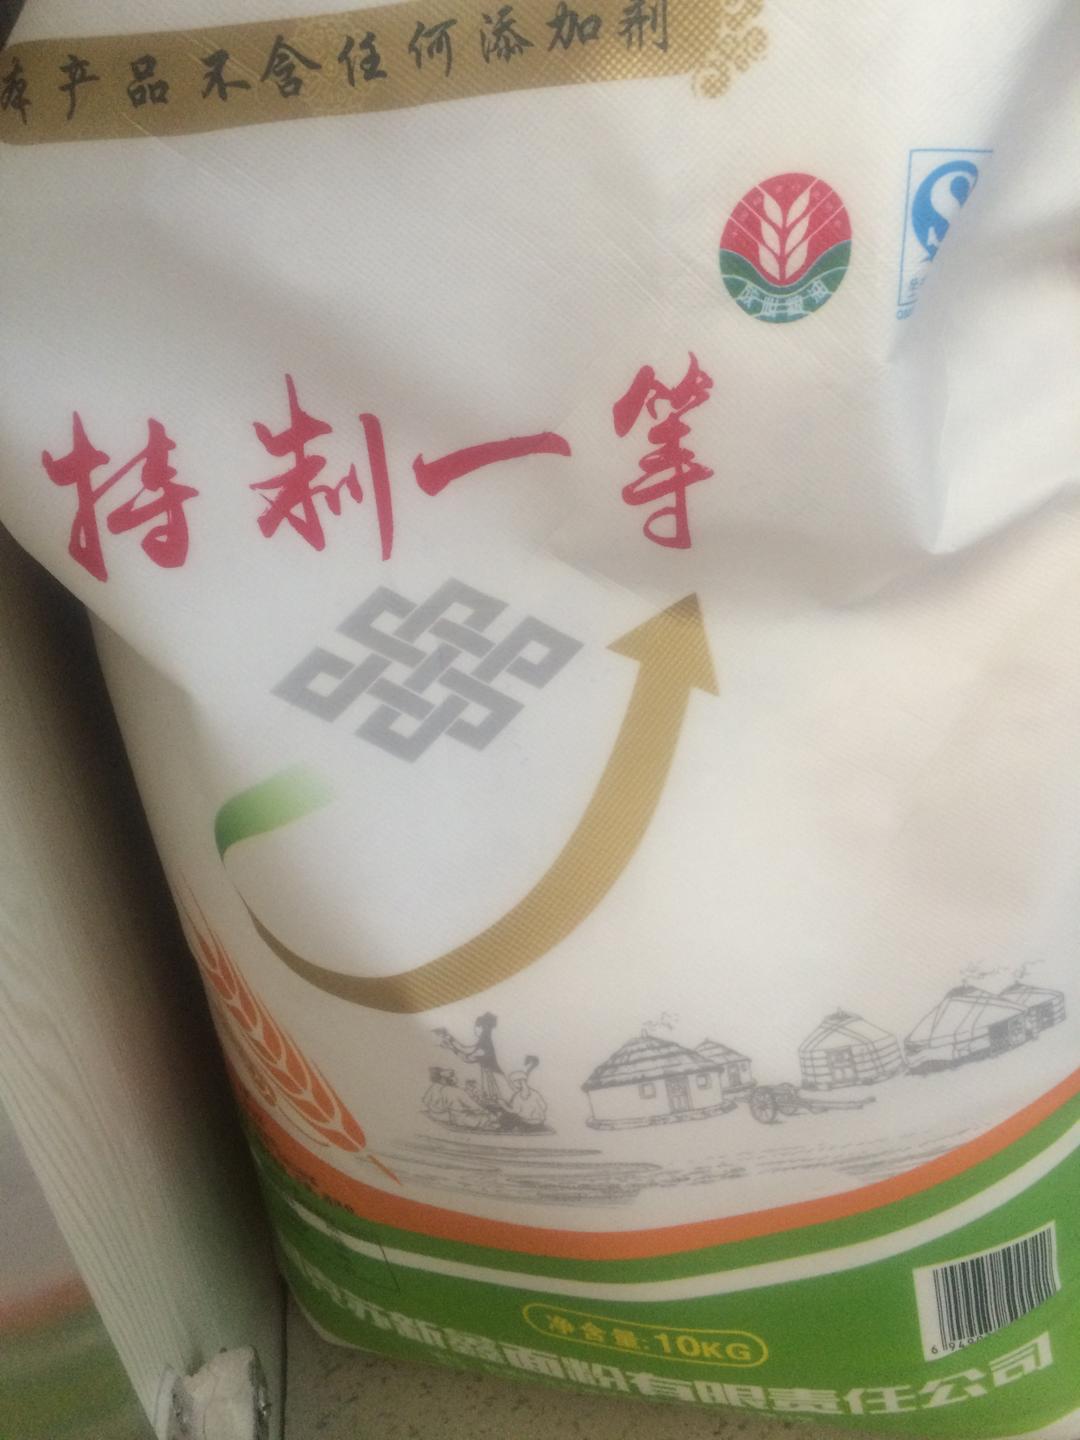 本产品不含任何添加剂
特制一等
净含量:10KG
新鑫面粉有限责任公司